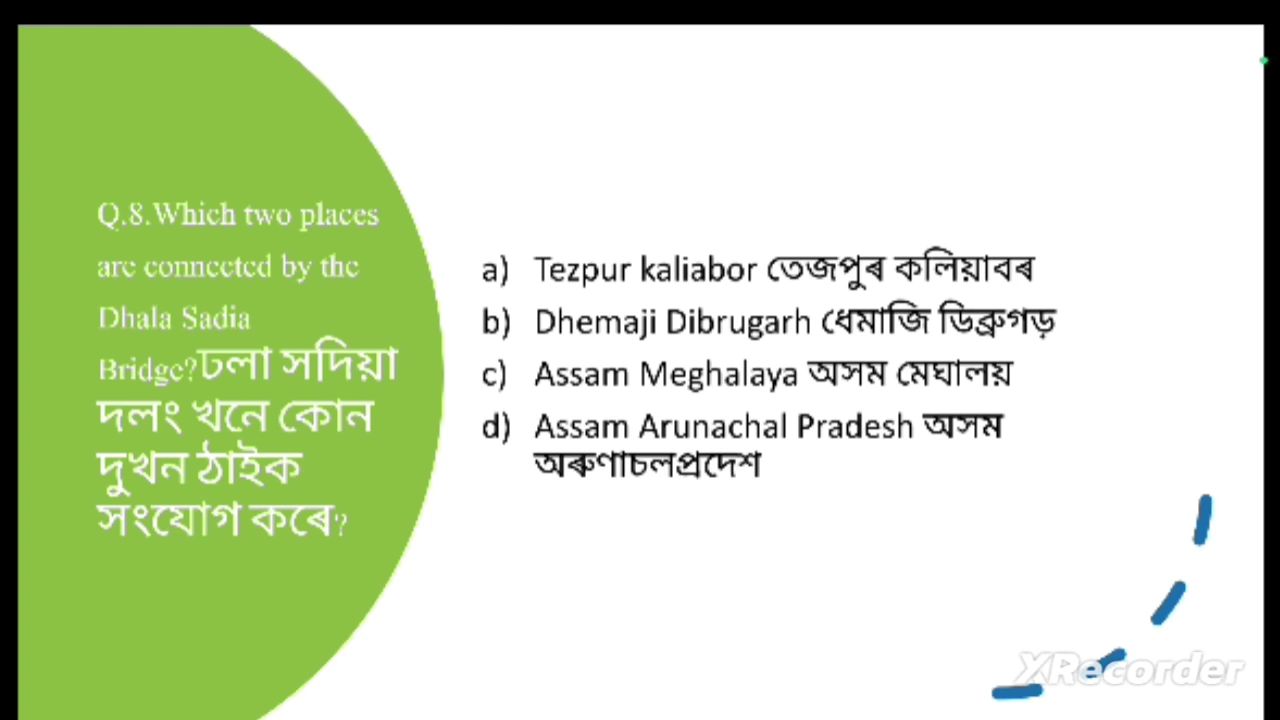 Q.8.Which two places
are connected by the
Dhala Sadia
Bridge?ঢলা সদিয়া
দলং খনে কোন
দুখন ঠাইক
সংযোগ কৰে?
a) Tezpur kaliabor তেজপুৰ কলিয়াবৰ
b) Dhemaji Dibrugarh ধেমাজি ডিব্ৰুগড়
c) Assam Meghalaya অসম মেঘালয়
d) Assam Arunachal Pradesh অসম
অৰুণাচলপ্ৰদেশ
XRecorder